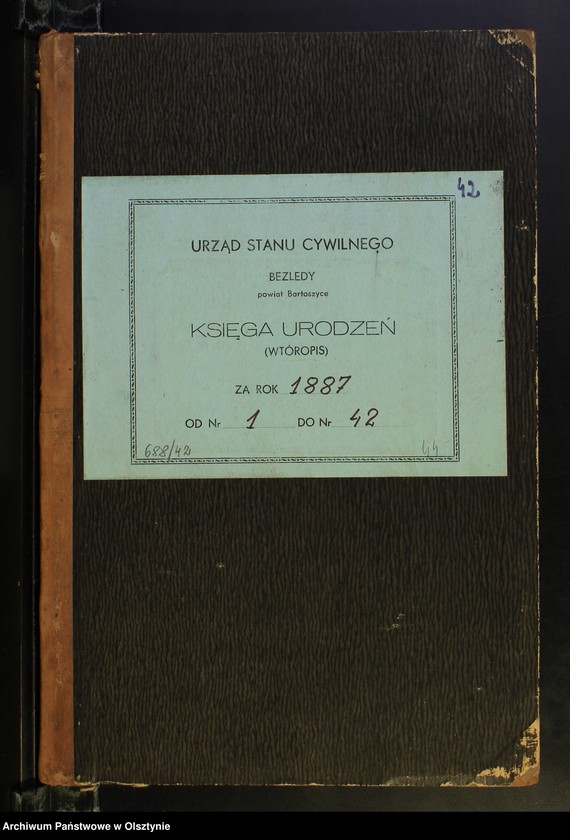 42
URZĄD STANU CYWILNEGO
BEZLEDY
powiat Bartoszyce
KSIĘGA URODZEŃ
(WTÓROPIS)
ZA ROK 1887
OD Nr 1 DO Nr 42
688/42 44
Archiwum Państwowe w Olsztynie